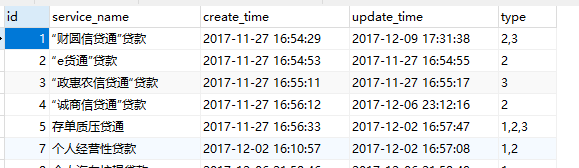 id service_name create_time update_time type
1 “财圆信贷通”贷款 2017-11-27 16:54:29 2017-12-09 17:31:38 2,3
2 “e货通”贷款 2017-11-27 16:54:53 2017-11-27 16:54:55 2
3 “政惠农信贷通”贷款 2017-11-27 16:55:11 2017-11-27 16:55:17 3
4 “诚商信贷通”贷款 2017-11-27 16:56:12 2017-12-06 23:12:16 2
5 存单质压贷通 2017-11-27 16:56:33 2017-12-02 16:57:47 1,2,3
7 个人经营性贷款 2017-12-02 16:10:57 2017-12-02 16:57:08 1,2